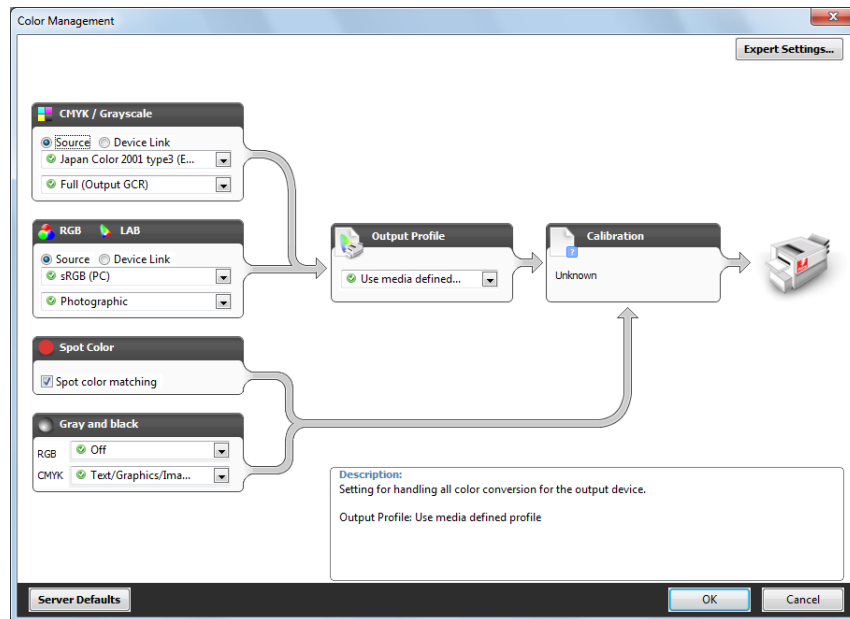 Color Management
Expert Settings...
CMYK / Grayscale
Source Device Link
Japan Color 2001 type3 (E...
Full (Output GCR)
RGB LAB
Source Device Link
sRGB (PC)
Photographic
Output Profile
Use media defined...
Calibration
?
Unknown
Spot Color
Spot color matching
Gray and black
RGB Off
CMYK Text/Graphics/Ima...
Description:
Setting for handling all color conversion for the output device.
Output Profile: Use media defined profile
Server Defaults
OK
Cancel